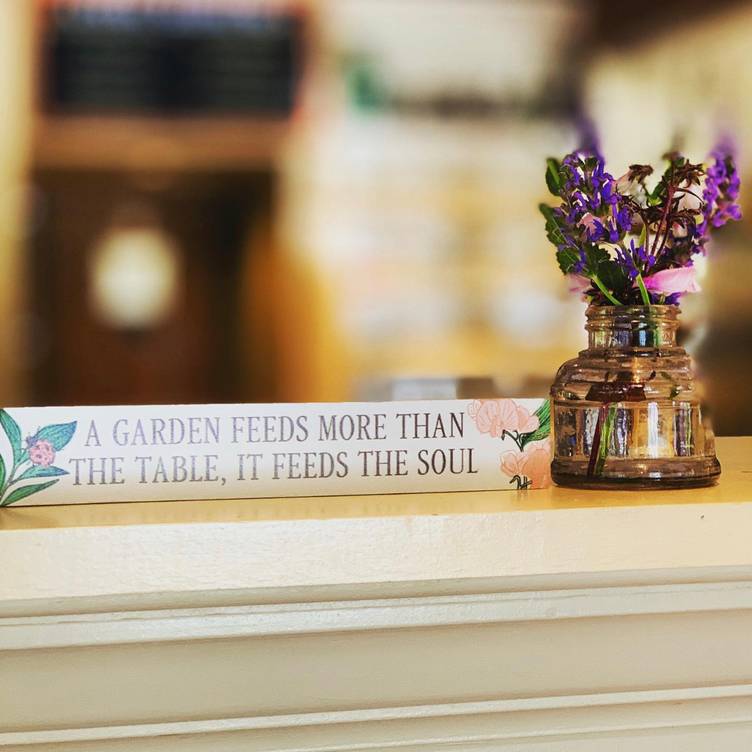 A GARDEN FEEDS MORE THAN
THE TABLE, IT FEEDS THE SOUL